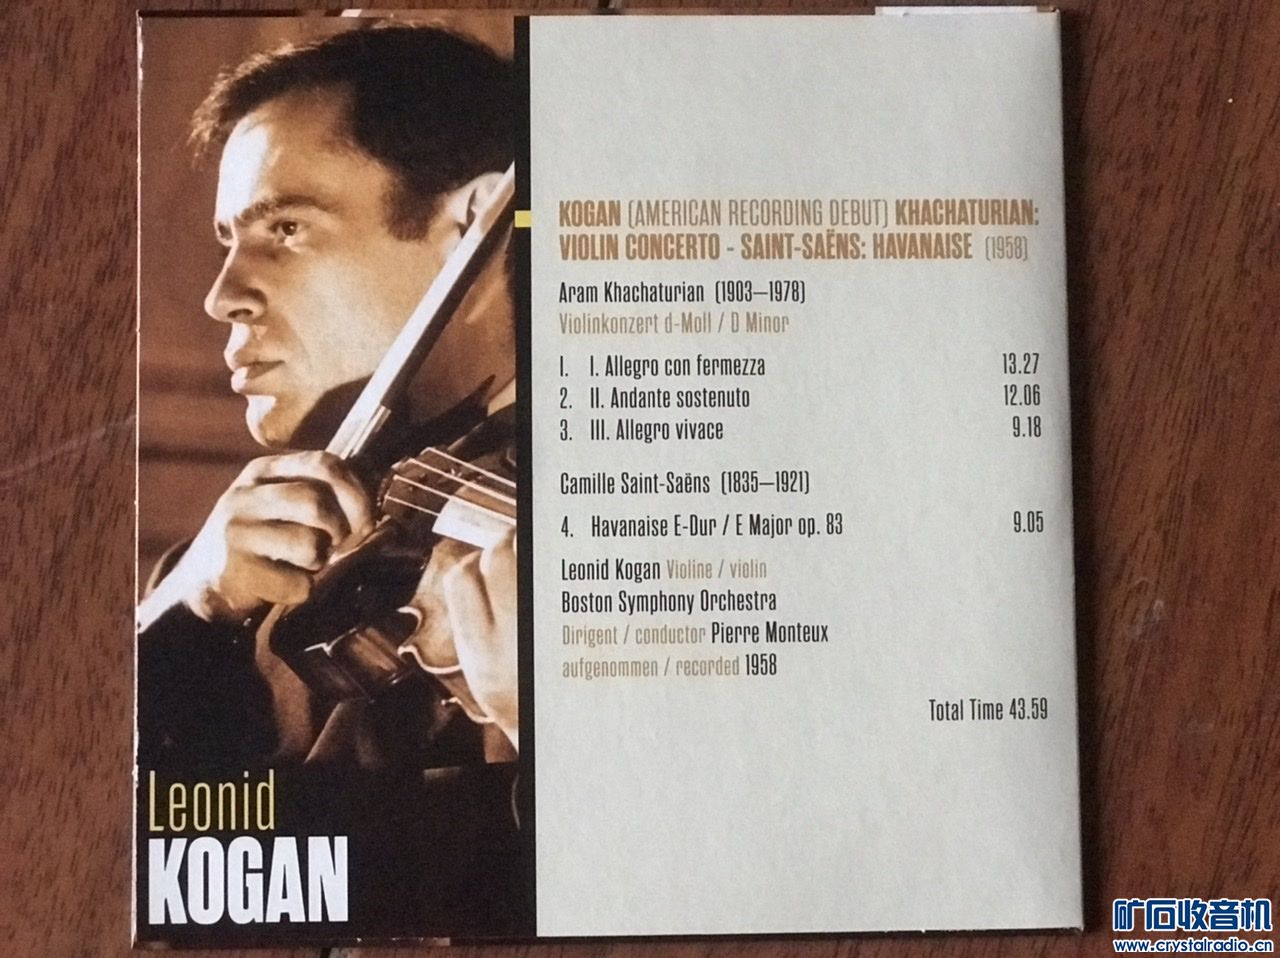 KOGAN (AMERICAN RECORDING DEBUT) KHACHATURIAN:
VIOLIN CONCERTO - SAINT-SAËNS: HAVANAISE (1958)
Aram Khachaturian (1903–1978)
Violinkonzert d-Moll / D Minor
1. I. Allegro con fermezza 13.27
2. II. Andante sostenuto 12.06
3. III. Allegro vivace 9.18
Camille Saint-Saëns (1835–1921)
4. Havanaise E-Dur / E Major op. 83 9.05
Leonid Kogan Violine / violin
Boston Symphony Orchestra
Dirigent / conductor Pierre Monteux
aufgenommen / recorded 1958
Total Time 43.59
Leonid
KOGAN
矿石收音机
www.crystalradio.cn